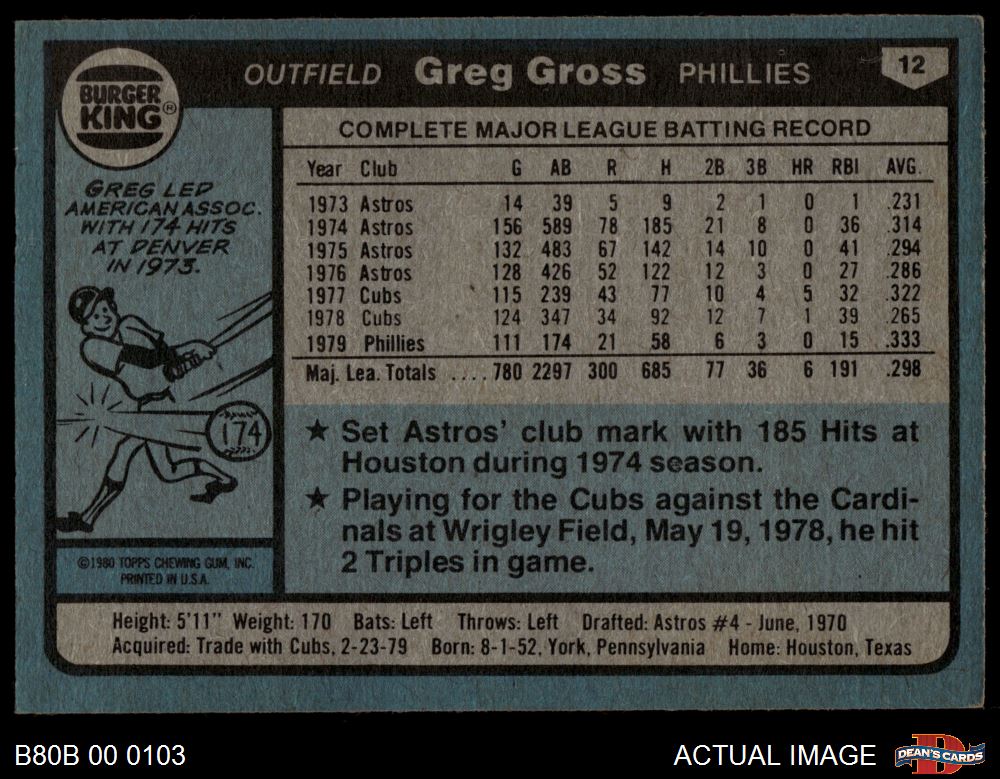 BURGER KING®
OUTFIELD Greg Gross PHILLIES 12
GREG LED
AMERICAN ASSOC.
WITH 174 HITS
AT DENVER
IN 1973.
174
©1980 TOPPS CHEWING GUM, INC.
PRINTED IN U.S.A.
COMPLETE MAJOR LEAGUE BATTING RECORD
Year Club G AB R H 2B 3B HR RBI AVG.
1973 Astros 14 39 5 9 2 1 0 1 .231
1974 Astros 156 589 78 185 21 8 0 36 .314
1975 Astros 132 483 67 142 14 10 0 41 .294
1976 Astros 128 426 52 122 12 3 0 27 .286
1977 Cubs 115 239 43 77 10 4 5 32 .322
1978 Cubs 124 347 34 92 12 7 1 39 .265
1979 Phillies 111 174 21 58 6 3 0 15 .333
Maj. Lea. Totals ....780 2297 300 685 77 36 6 191 .298
★ Set Astros' club mark with 185 Hits at
Houston during 1974 season.
★ Playing for the Cubs against the Cardi-
nals at Wrigley Field, May 19, 1978, he hit
2 Triples in game.
Height: 5'11" Weight: 170 Bats: Left Throws: Left Drafted: Astros #4 - June, 1970
Acquired: Trade with Cubs, 2-23-79 Born: 8-1-52, York, Pennsylvania Home: Houston, Texas
B80B 00 0103
ACTUAL IMAGE
DEAN'S CARDS